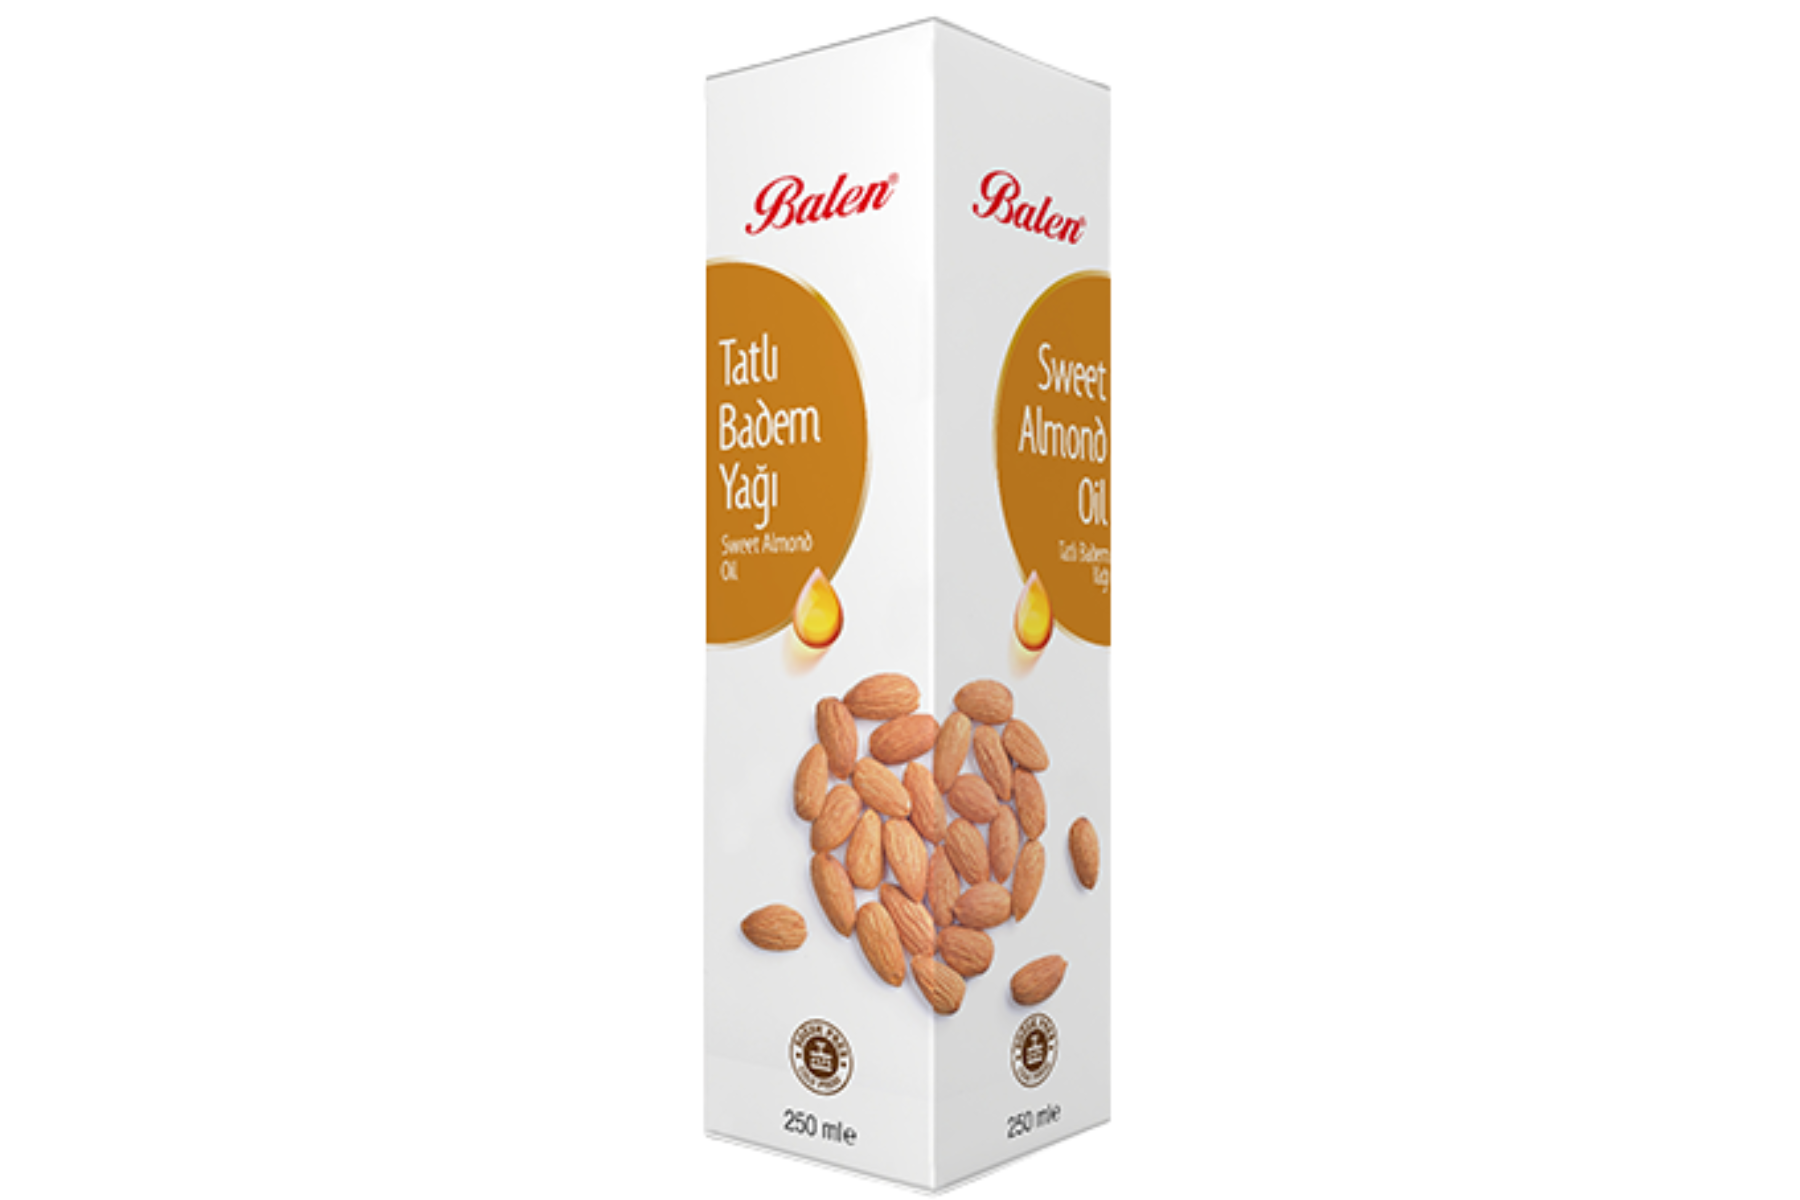 Balen®
Tatlı
Badem
Yağı
Sweet Almond
Oil
250 ml e
Balen®
Sweet
Almond
Oil
Tatlı Badem
Yağı
250 ml e